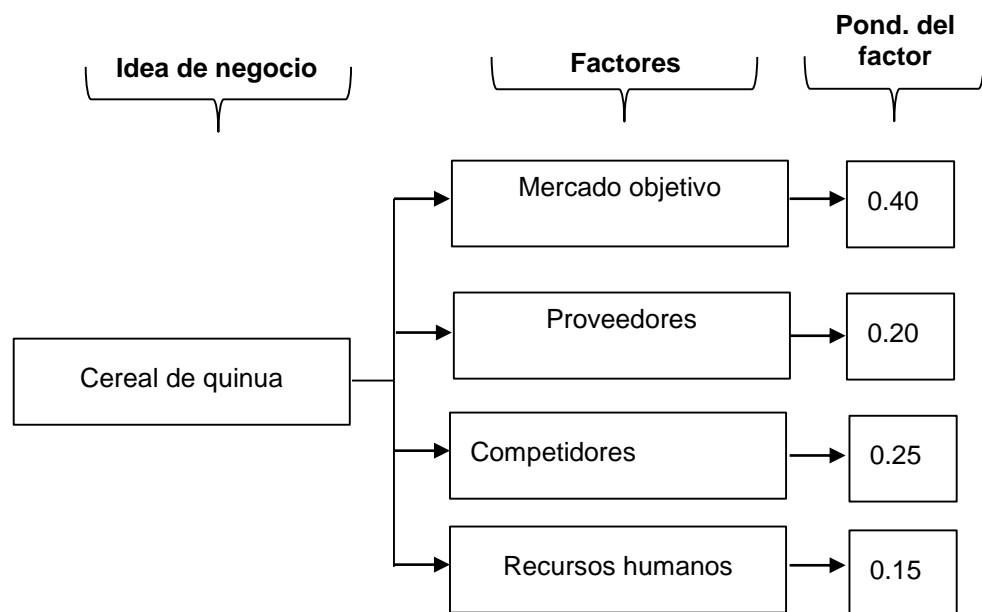 Idea de negocio
Factores
Pond. del
factor
Mercado objetivo
0.40
Proveedores
0.20
Cereal de quinua
Competidores
0.25
Recursos humanos
0.15